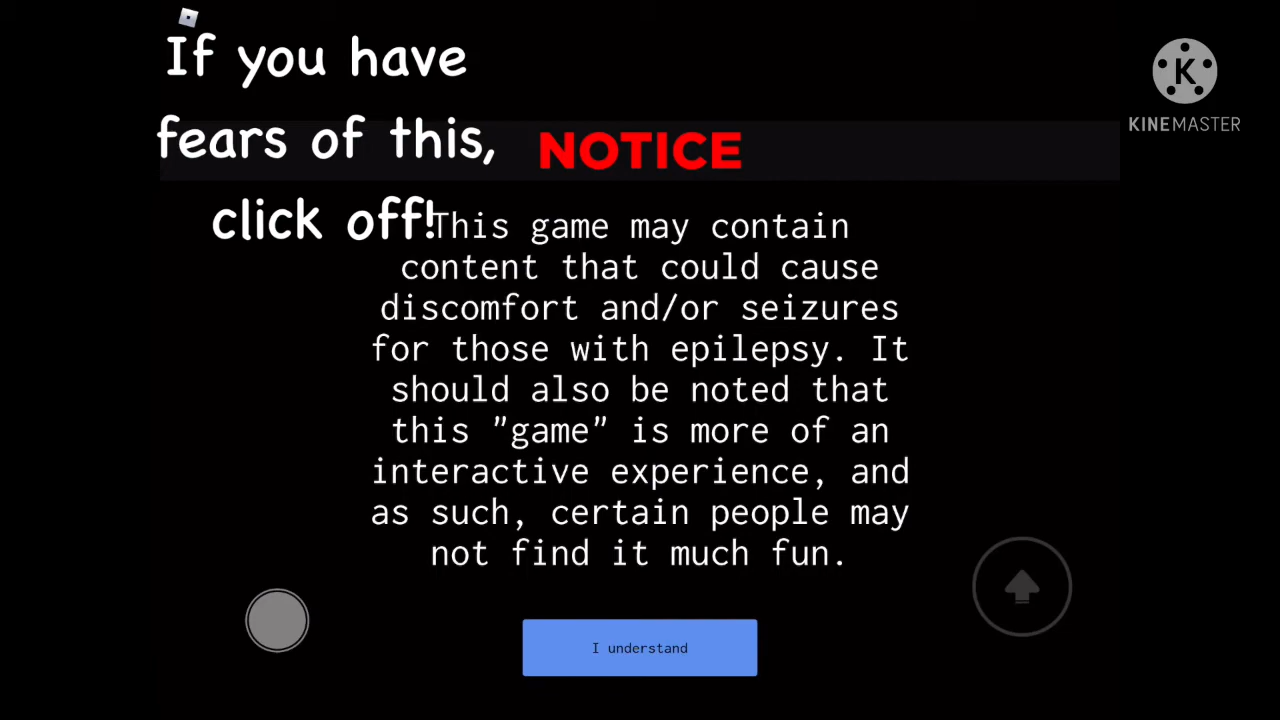 If you have
fears of this,
click off!
KINEMASTER
NOTICE
This game may contain
content that could cause
discomfort and/or seizures
for those with epilepsy. It
should also be noted that
this "game" is more of an
interactive experience, and
as such, certain people may
not find it much fun.
I understand